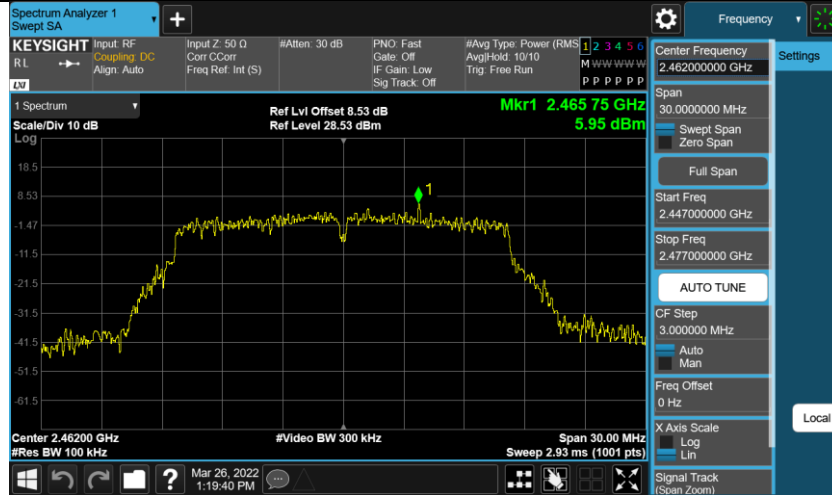 Spectrum Analyzer 1
Swept SA
+
Frequency
KEYSIGHT
RL
LXI
Input: RF
Coupling: DC
Align: Auto
Input Z: 50 Ω
Corr CCorr
Freq Ref: Int (S)
#Atten: 30 dB
PNO: Fast
Gate: Off
IF Gain: Low
Sig Track: Off
#Avg Type: Power (RMS
Avg|Hold: 10/10
Trig: Free Run
1 2 3 4 5 6
M W W W W W
P P P P P P
1 Spectrum
Scale/Div 10 dB
Log
Ref Lvl Offset 8.53 dB
Ref Level 28.53 dBm
Mkr1 2.465 75 GHz
5.95 dBm
18.5
8.53
-1.47
-11.5
-21.5
-31.5
-41.5
-51.5
-61.5
1
Center 2.46200 GHz
#Res BW 100 kHz
#Video BW 300 kHz
Span 30.00 MHz
Sweep 2.93 ms (1001 pts)
?
Mar 26, 2022
1:19:40 PM
Center Frequency
2.462000000 GHz
Span
30.0000000 MHz
Swept Span
Zero Span
Full Span
Start Freq
2.447000000 GHz
Stop Freq
2.477000000 GHz
AUTO TUNE
CF Step
3.000000 MHz
Auto
Man
Freq Offset
0 Hz
X Axis Scale
Log
Lin
Signal Track
(Span Zoom)
Settings
Local